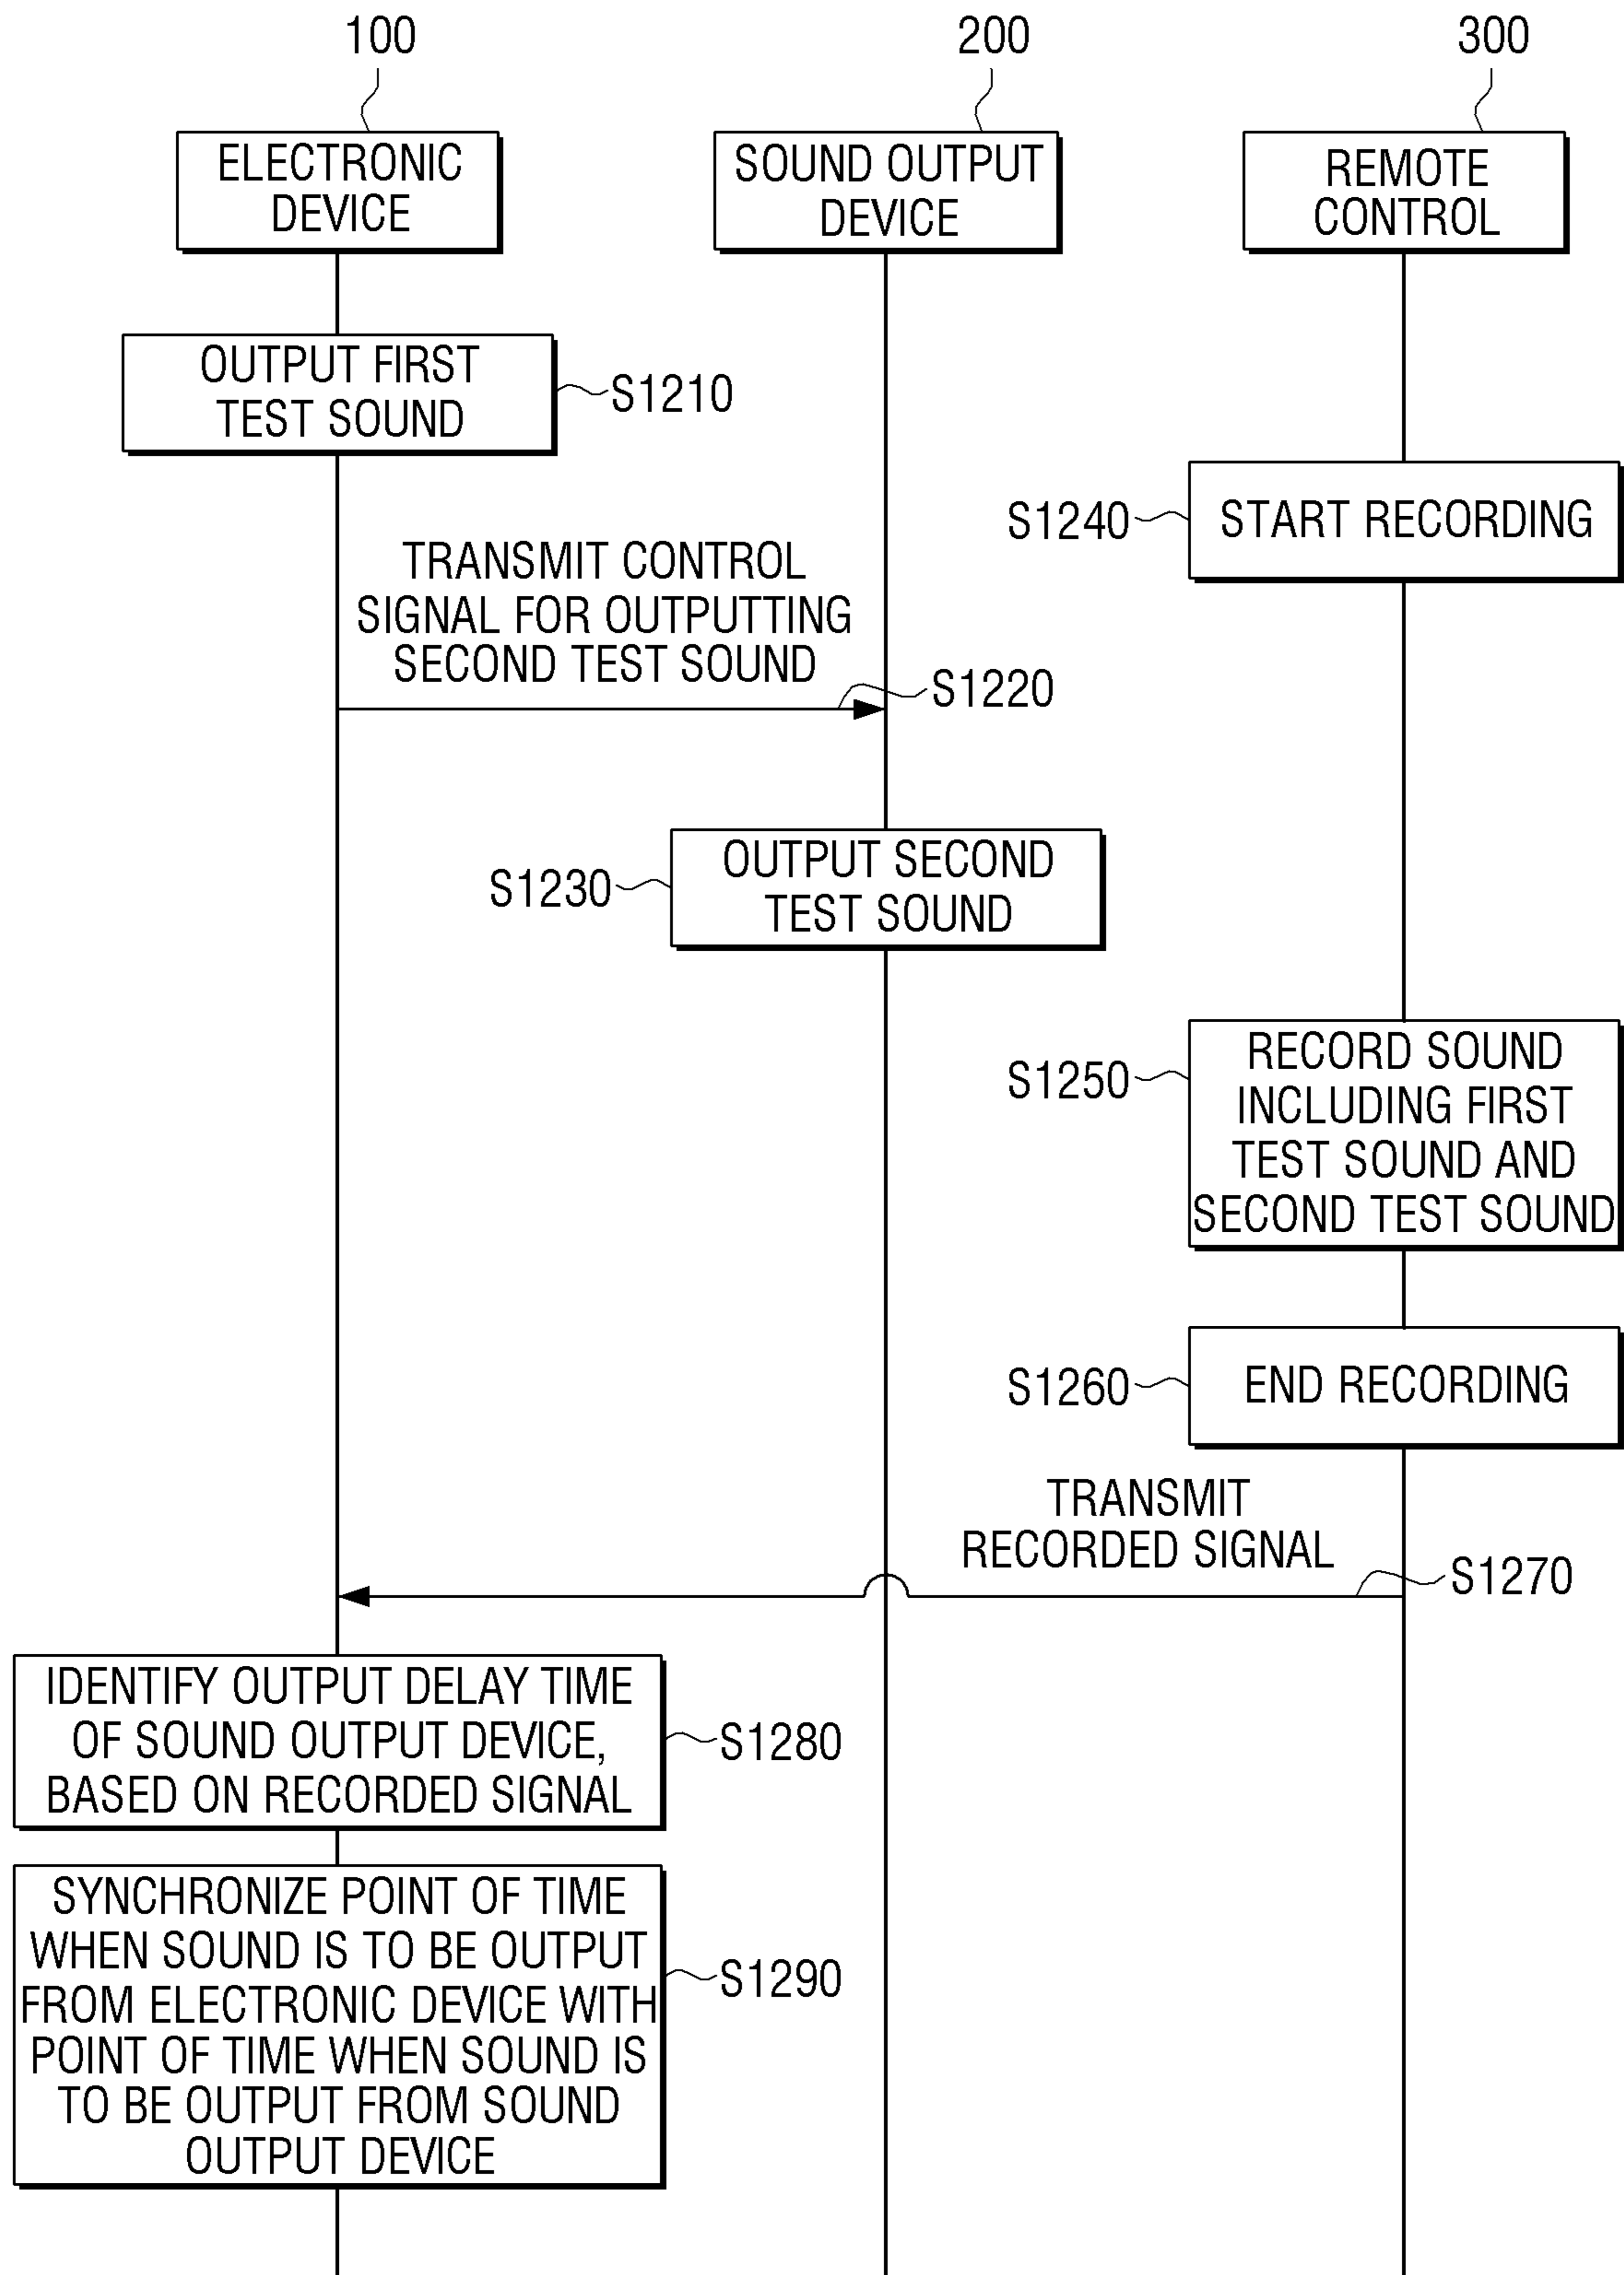 100
200
300
ELECTRONIC
DEVICE
SOUND OUTPUT
DEVICE
REMOTE
CONTROL
OUTPUT FIRST
TEST SOUND
S1210
S1240
START RECORDING
TRANSMIT CONTROL
SIGNAL FOR OUTPUTTING
SECOND TEST SOUND
S1220
S1230
OUTPUT SECOND
TEST SOUND
S1250
RECORD SOUND
INCLUDING FIRST
TEST SOUND AND
SECOND TEST SOUND
S1260
END RECORDING
TRANSMIT
RECORDED SIGNAL
S1270
IDENTIFY OUTPUT DELAY TIME
OF SOUND OUTPUT DEVICE,
BASED ON RECORDED SIGNAL
S1280
SYNCHRONIZE POINT OF TIME
WHEN SOUND IS TO BE OUTPUT
FROM ELECTRONIC DEVICE WITH
POINT OF TIME WHEN SOUND IS
TO BE OUTPUT FROM SOUND
OUTPUT DEVICE
S1290